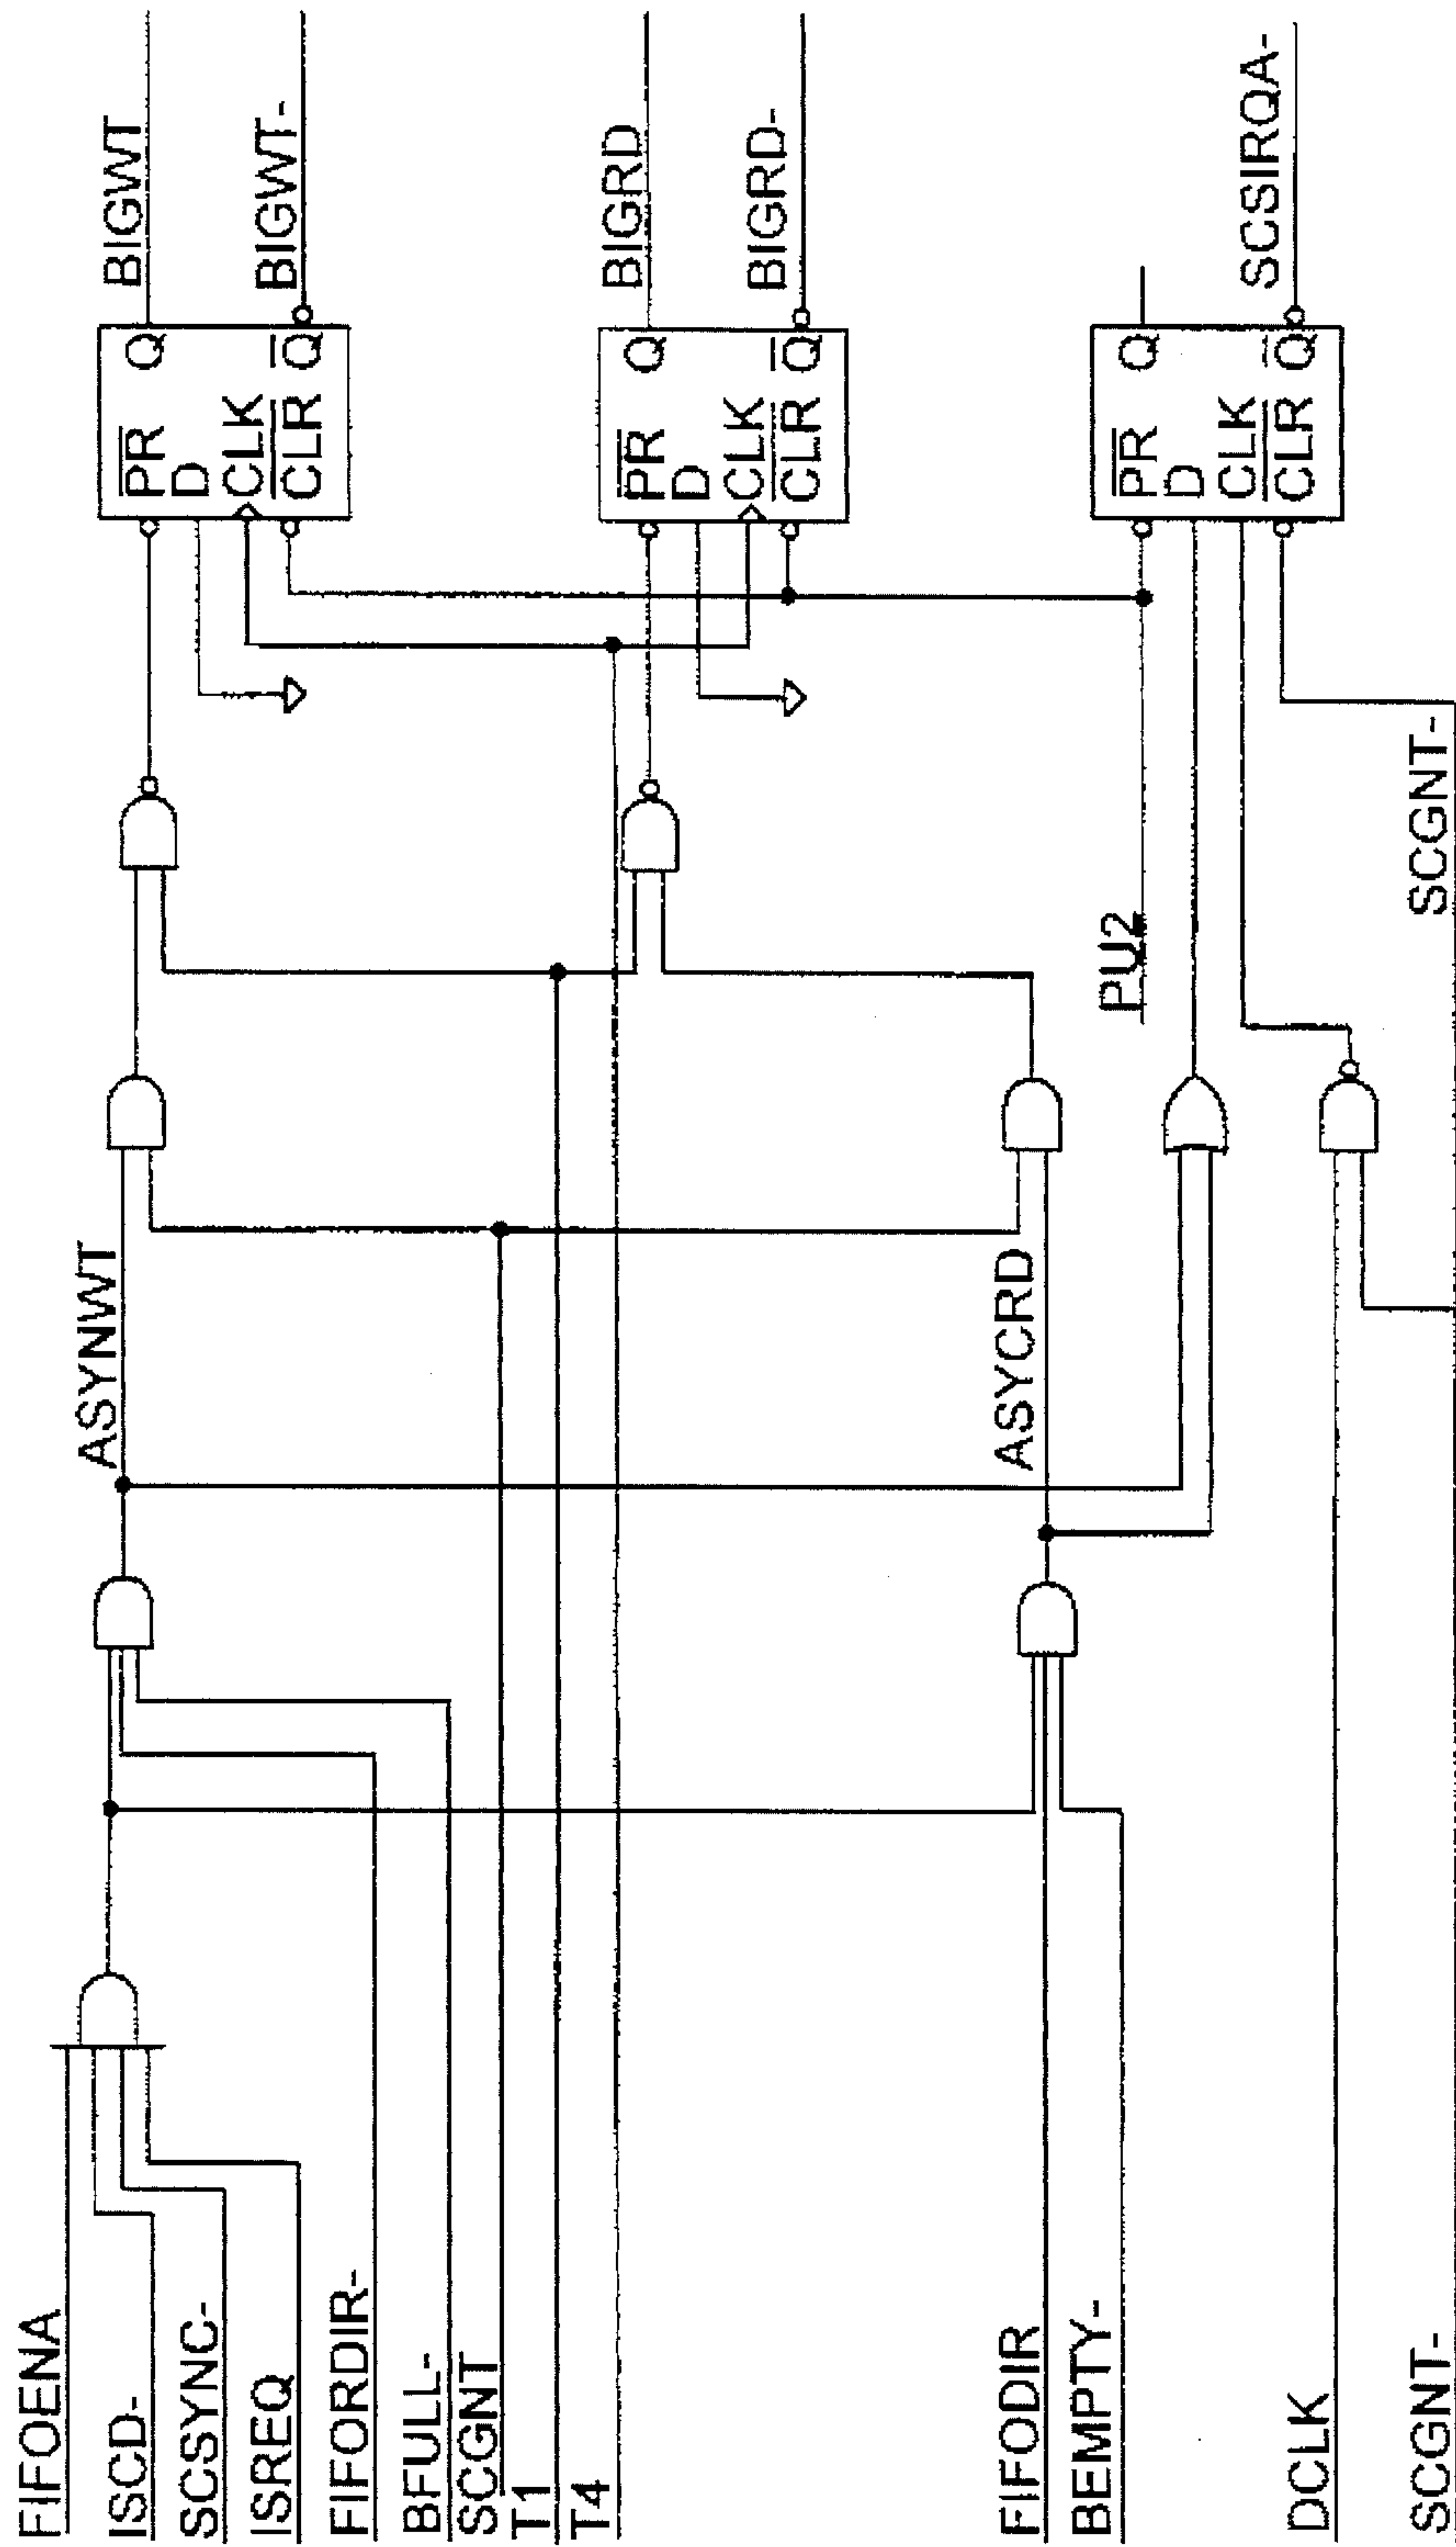 FIFOENA
ISCD-
SCSYNC-
ISREQ
FIFORDIR-
BFULL-
SCGNT
T1
T4
FIFODIR
BEMPTY-
DCLK
SCGNT-
ASYNWT
ASYCRD
PU2
SCGNT-
PR Q
D
CLK
CLR Q
BIGWT
BIGWT-
PR Q
D
CLK
CLR Q
BIGRD
BIGRD-
PR Q
D
CLK
CLR Q
SCSIRQA-